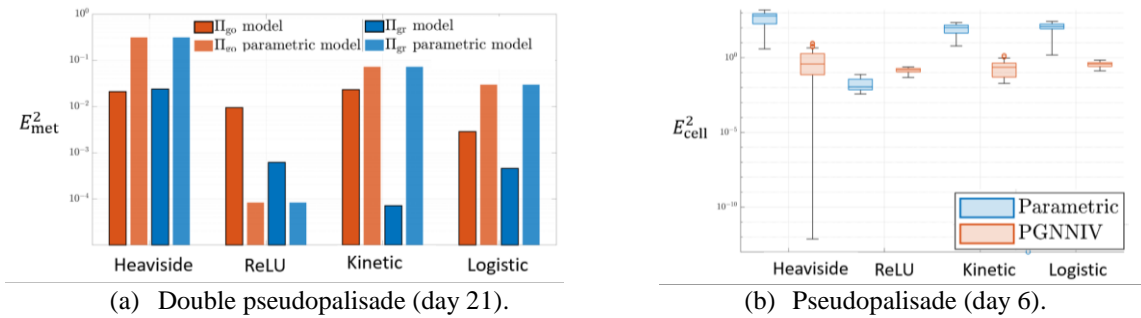 10^0
10^-1
10^-2
10^-3
10^-4
E^2_met
Π_go model
Π_gr model
Π_go parametric model
Π_gr parametric model
Heaviside ReLU Kinetic Logistic
(a) Double pseudopalisade (day 21).
10^0
10^-5
10^-10
E^2_cell
Parametric
PGNNIV
Heaviside ReLU Kinetic Logistic
(b) Pseudopalisade (day 6).